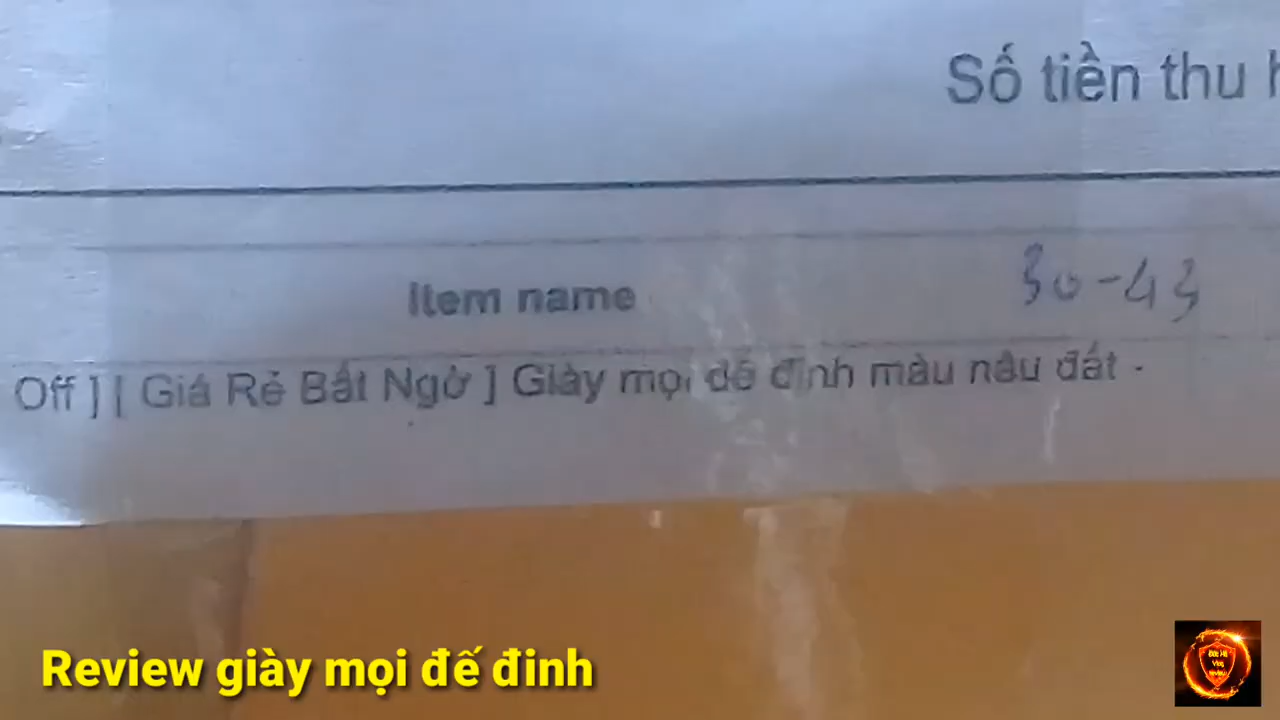 Số tiền thu
Item name
30-43
Off ] [ Giá Rẻ Bất Ngờ ] Giày mọi đế đinh màu nâu đất -
Review giày mọi đế đinh